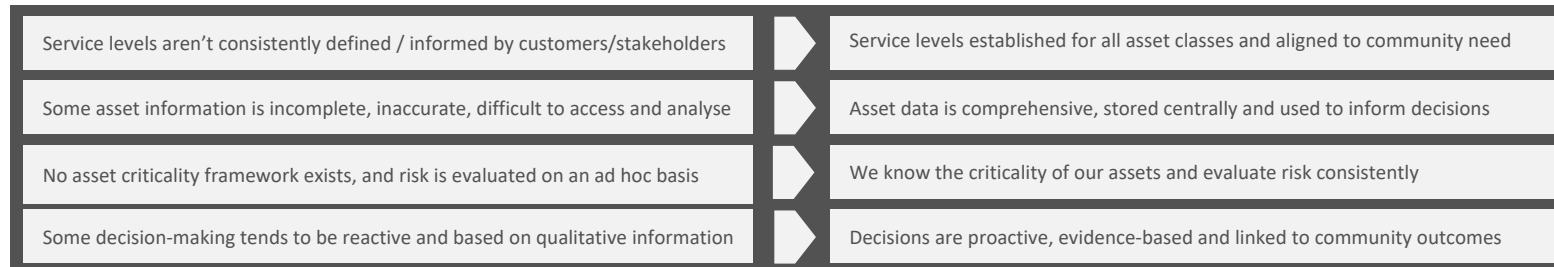 Service levels aren’t consistently defined / informed by customers/stakeholders
Service levels established for all asset classes and aligned to community need
Some asset information is incomplete, inaccurate, difficult to access and analyse
Asset data is comprehensive, stored centrally and used to inform decisions
No asset criticality framework exists, and risk is evaluated on an ad hoc basis
We know the criticality of our assets and evaluate risk consistently
Some decision-making tends to be reactive and based on qualitative information
Decisions are proactive, evidence-based and linked to community outcomes